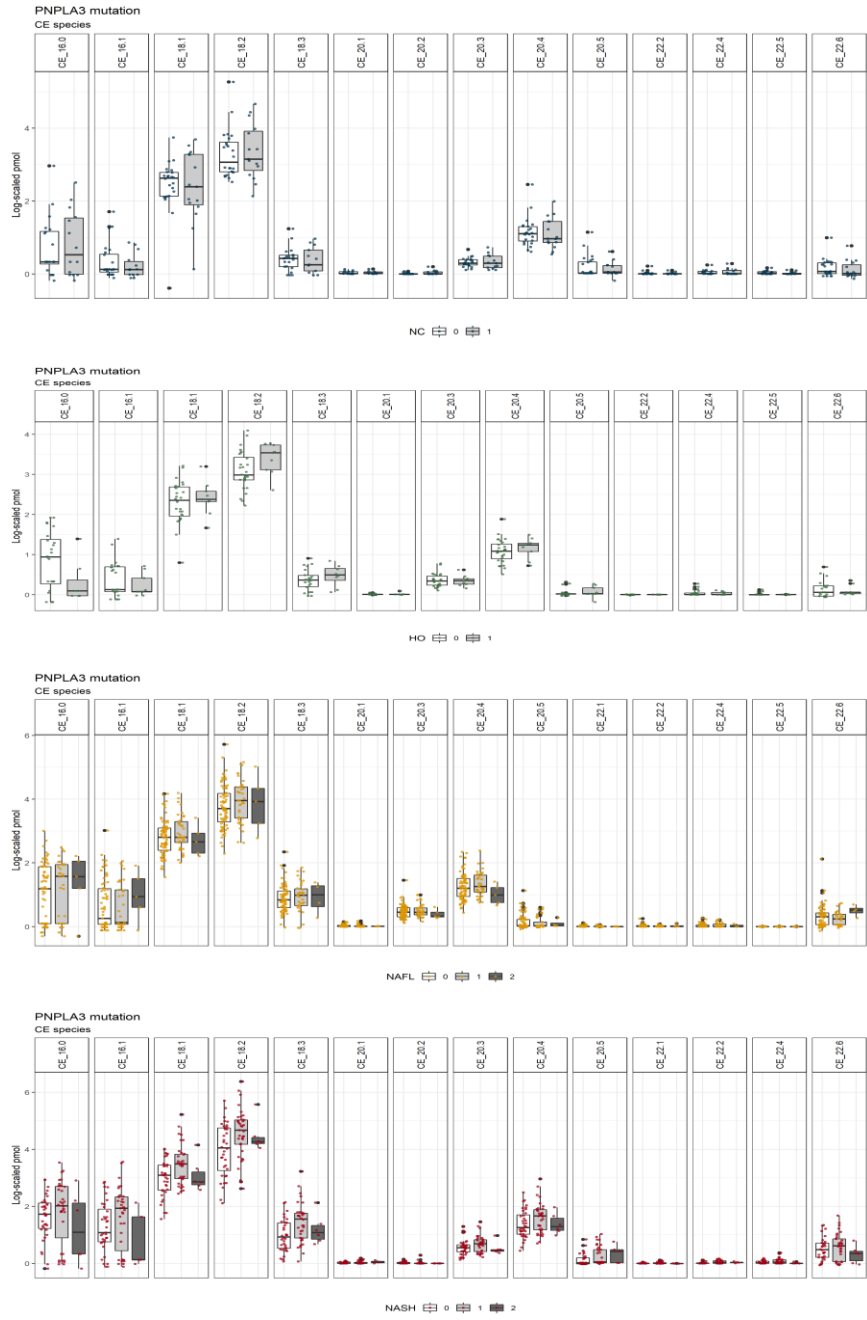 PNPLA3 mutation
CE species
CE_16.0 CE_16.1 CE_18.1 CE_18.2 CE_18.3 CE_20.1 CE_20.2 CE_20.3 CE_20.4 CE_20.5 CE_22.2 CE_22.4 CE_22.5 CE_22.6
Log-scaled pmol
4
2
0
NC 0 1
PNPLA3 mutation
CE species
CE_16.0 CE_16.1 CE_18.1 CE_18.2 CE_18.3 CE_20.1 CE_20.3 CE_20.4 CE_20.5 CE_22.2 CE_22.4 CE_22.5 CE_22.6
Log-scaled pmol
4
3
2
1
0
HO 0 1
PNPLA3 mutation
CE species
CE_16.0 CE_16.1 CE_18.1 CE_18.2 CE_18.3 CE_20.1 CE_20.3 CE_20.4 CE_20.5 CE_22.1 CE_22.2 CE_22.4 CE_22.5 CE_22.6
Log-scaled pmol
6
4
2
0
NAFL 0 1 2
PNPLA3 mutation
CE species
CE_16.0 CE_16.1 CE_18.1 CE_18.2 CE_18.3 CE_20.1 CE_20.2 CE_20.3 CE_20.4 CE_20.5 CE_22.1 CE_22.2 CE_22.4 CE_22.6
Log-scaled pmol
6
4
2
0
NASH 0 1 2